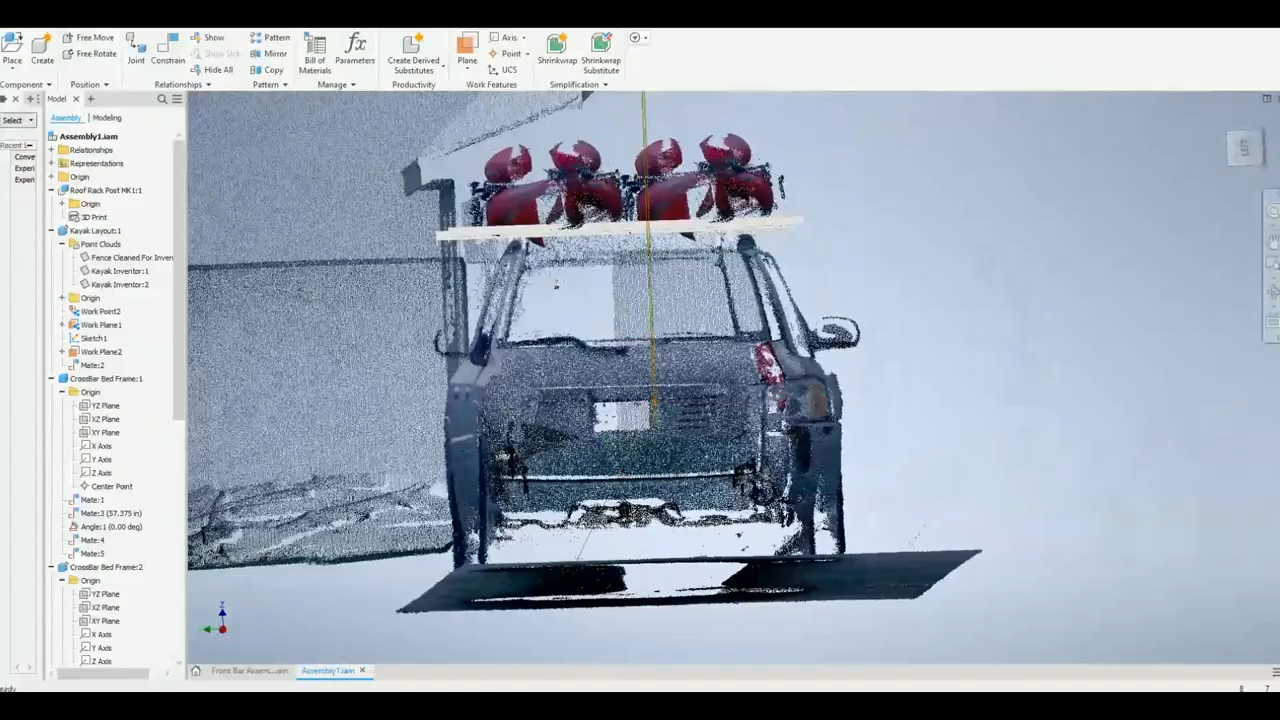 Place
Create
Free Move
Free Rotate
Joint
Constrain
Show
Show Sick
Hide All
Pattern
Mirror
Copy
Bill of
Materials
Parameters
Create Derived
Substitutes
Plane
Axis
Point
UCS
Shrinkwrap
Shrinkwrap
Substitute
Component
Position
Relationships
Pattern
Manage
Productivity
Work Features
Simplification
Model
Select
Assembly
Modeling
Assembly1.iam
Relationships
Representations
Origin
Roof Rack Post MK1:1
Origin
3D Print
Kayak Layout:1
Point Clouds
Fence Cleaned For Inven
Kayak Inventor:1
Kayak Inventor:2
Origin
Work Point2
Work Plane1
Sketch1
Work Plane2
Mate:2
CrossBar Bed Frame:1
Origin
YZ Plane
XZ Plane
XY Plane
X Axis
Y Axis
Z Axis
Center Point
Mate:1
Mate:3 (57.375 in)
Angle:1 (0.00 deg)
Mate:4
Mate:5
CrossBar Bed Frame:2
Origin
YZ Plane
XZ Plane
XY Plane
X Axis
Y Axis
Z Axis
Recent
Conve
Experi
Experi
Z
Front Bar Assem...iam
Assembly1.iam
eady
8 7